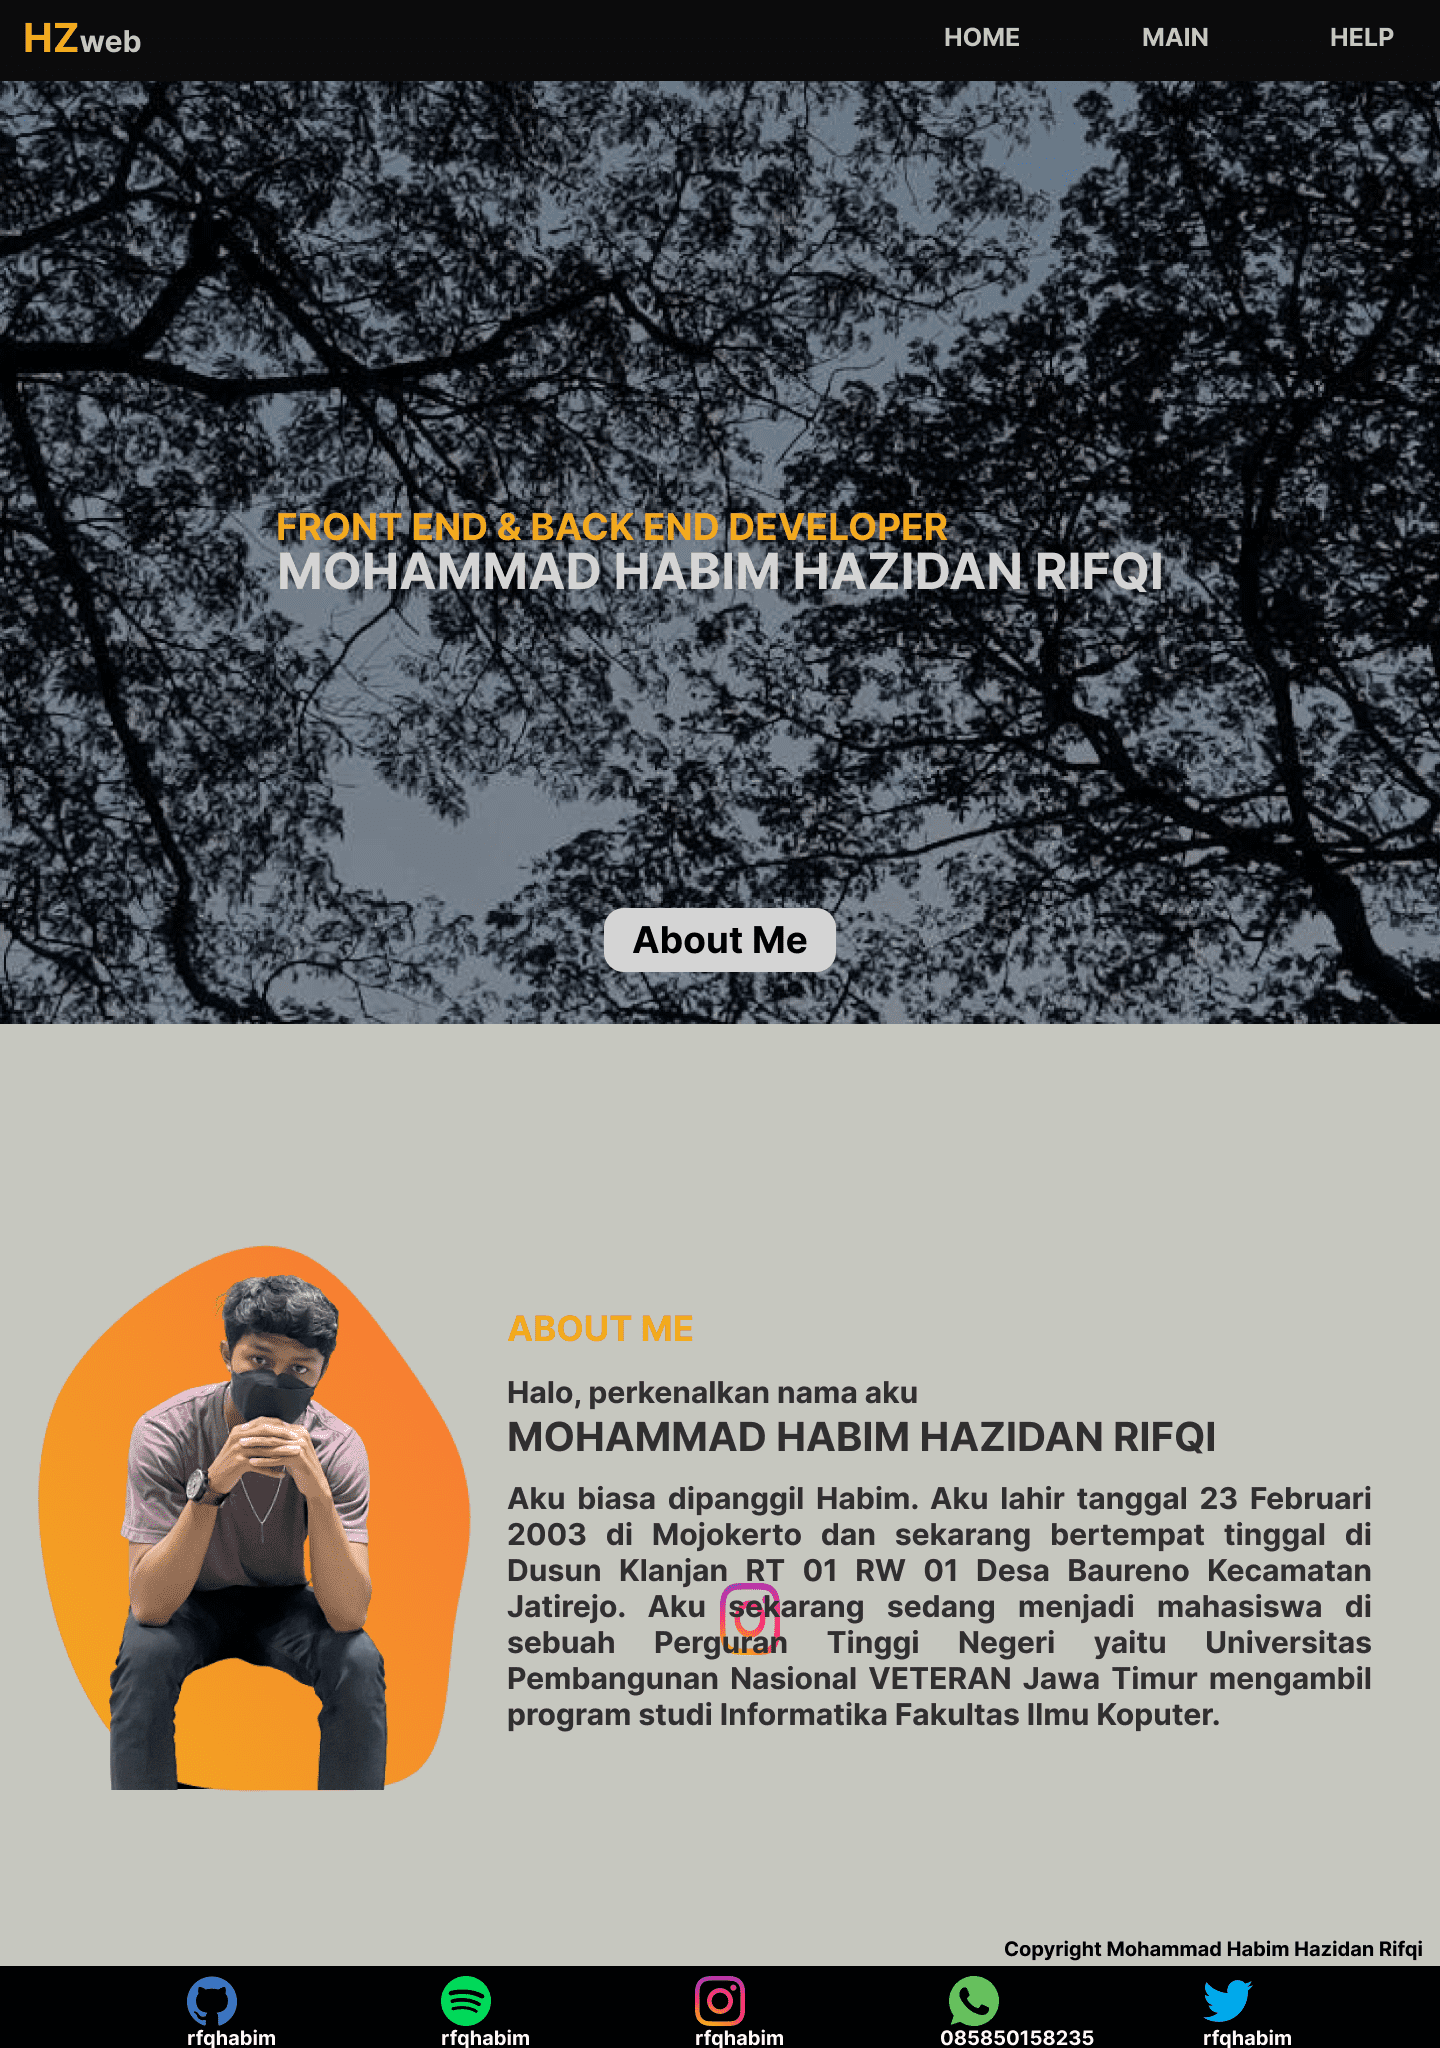 HZweb
HOME MAIN HELP
FRONT END & BACK END DEVELOPER
MOHAMMAD HABIM HAZIDAN RIFQI
About Me
ABOUT ME
Halo, perkenalkan nama aku
MOHAMMAD HABIM HAZIDAN RIFQI
Aku biasa dipanggil Habim. Aku lahir tanggal 23 Februari
2003 di Mojokerto dan sekarang bertempat tinggal di
Dusun Klanjan RT 01 RW 01 Desa Baureno Kecamatan
Jatirejo. Aku sekarang sedang menjadi mahasiswa di
sebuah Perguran Tinggi Negeri yaitu Universitas
Pembangunan Nasional VETERAN Jawa Timur mengambil
program studi Informatika Fakultas Ilmu Koputer.
Copyright Mohammad Habim Hazidan Rifqi
rfqhabim rfqhabim rfqhabim 085850158235 rfqhabim